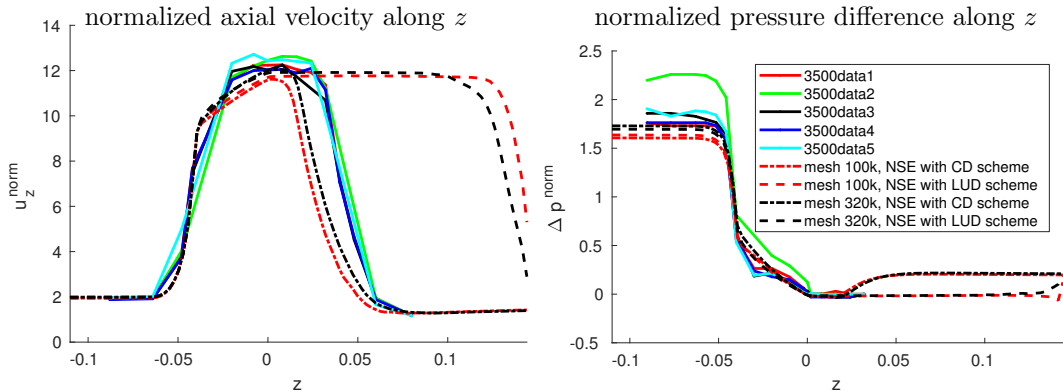 normalized axial velocity along z
14
12
10
8
6
4
2
0
-0.1
-0.05
0
0.05
0.1
z
u_z^norm
normalized pressure difference along z
2.5
2
1.5
1
0.5
0
-0.5
-0.1
-0.05
0
0.05
0.1
z
Δ p^norm
3500data1
3500data2
3500data3
3500data4
3500data5
mesh 100k, NSE with CD scheme
mesh 100k, NSE with LUD scheme
mesh 320k, NSE with CD scheme
mesh 320k, NSE with LUD scheme